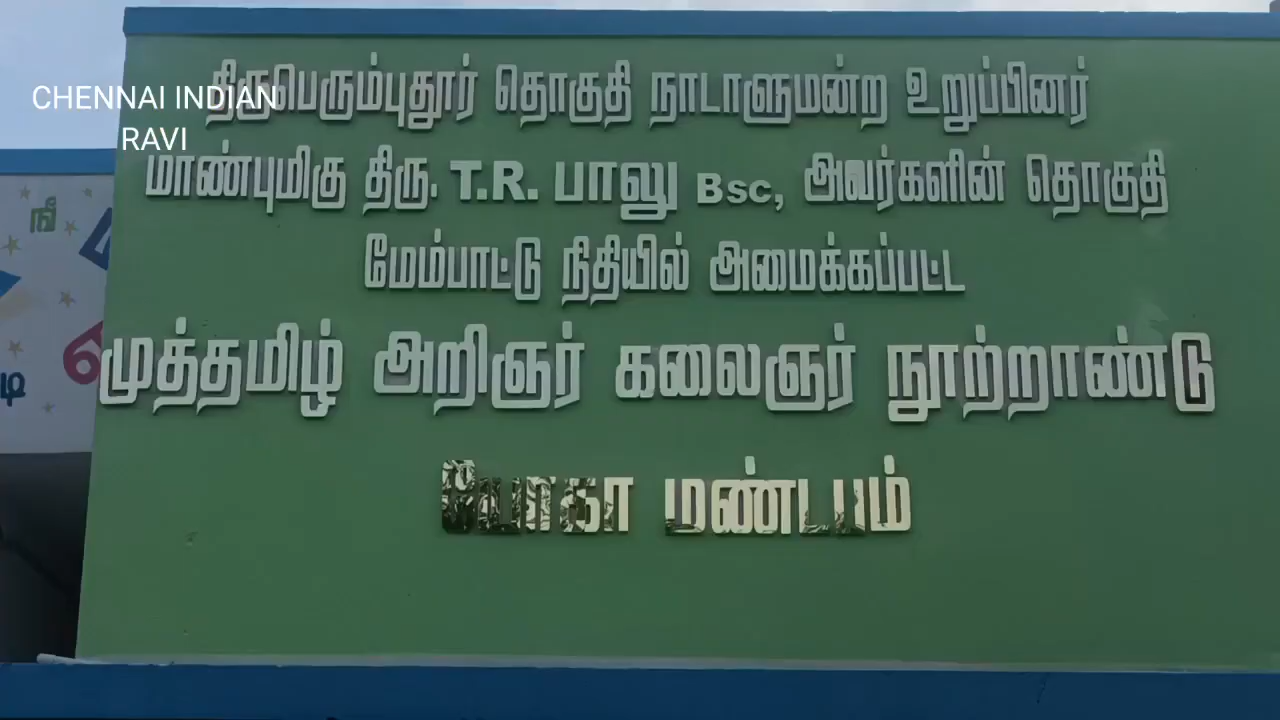 CHENNAI INDIAN
RAVI
திருபெரும்புதூர் தொகுதி நாடாளுமன்ற உறுப்பினர்
மாண்புமிகு திரு. T.R. பாலு Bsc, அவர்களின் தொகுதி
மேம்பாட்டு நிதியில் அமைக்கப்பட்ட
முத்தமிழ் அறிஞர் கலைஞர் நூற்றாண்டு
யோகா மண்டபம்
நீ
டி